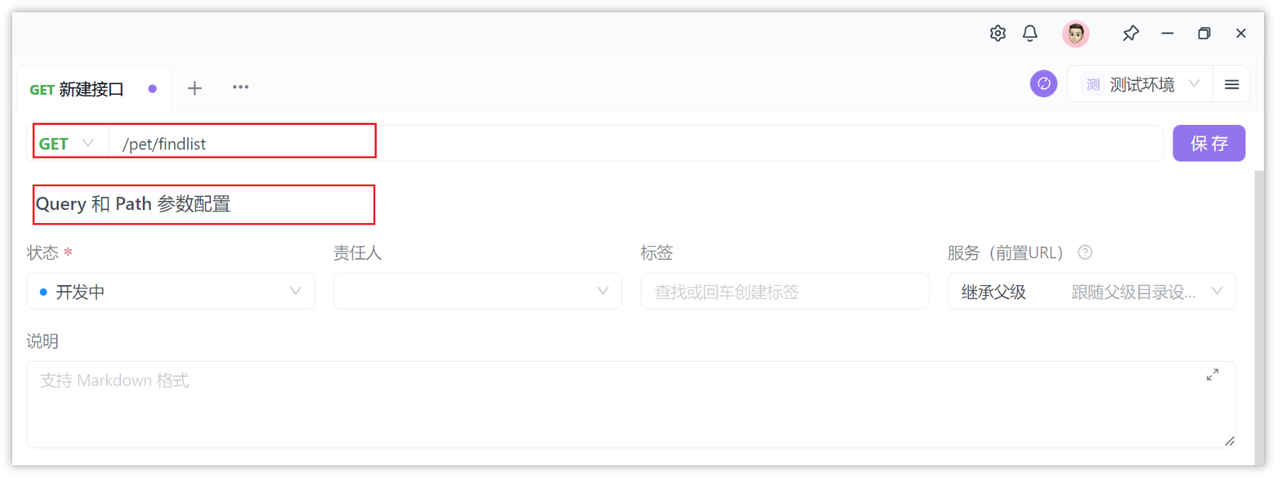 GET 新建接口
测 测试环境
GET /pet/findlist 保 存
Query 和 Path 参数配置
状态 * 责任人 标签 服务（前置URL）
开发中 查找或回车创建标签 继承父级 跟随父级目录设...
说明
支持 Markdown 格式